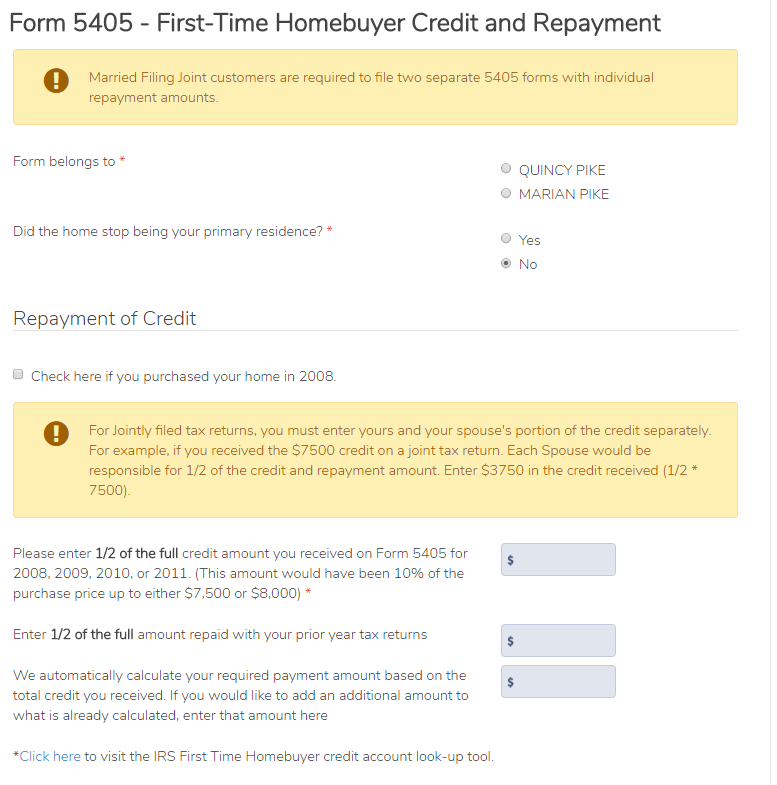 Form 5405 - First-Time Homebuyer Credit and Repayment
Married Filing Joint customers are required to file two separate 5405 forms with individual
repayment amounts.
Form belongs to *
QUINCY PIKE
MARIAN PIKE
Did the home stop being your primary residence? *
Yes
No
Repayment of Credit
Check here if you purchased your home in 2008.
For Jointly filed tax returns, you must enter yours and your spouse's portion of the credit separately.
For example, if you received the $7500 credit on a joint tax return. Each Spouse would be
responsible for 1/2 of the credit and repayment amount. Enter $3750 in the credit received (1/2 *
7500).
Please enter 1/2 of the full credit amount you received on Form 5405 for
2008, 2009, 2010, or 2011. (This amount would have been 10% of the
purchase price up to either $7,500 or $8,000) *
$
Enter 1/2 of the full amount repaid with your prior year tax returns
$
We automatically calculate your required payment amount based on the
total credit you received. If you would like to add an additional amount to
what is already calculated, enter that amount here
$
*Click here to visit the IRS First Time Homebuyer credit account look-up tool.